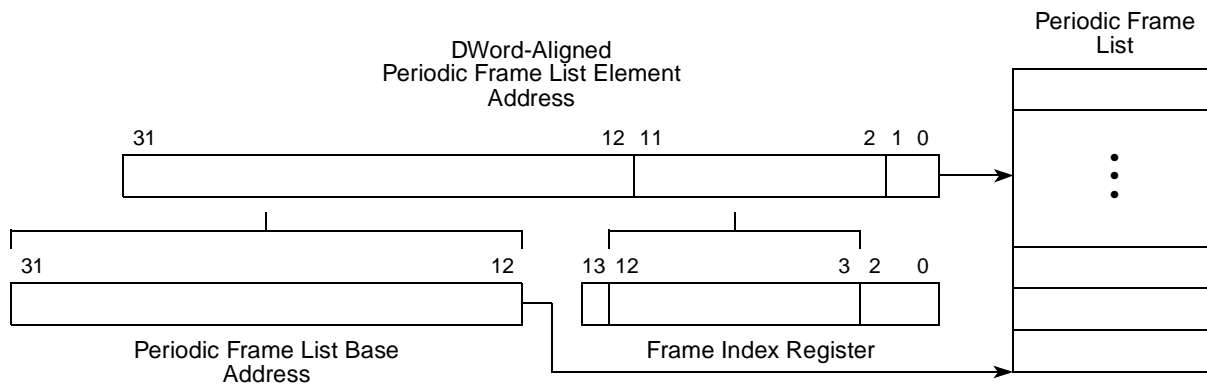 Periodic Frame
List
DWord-Aligned
Periodic Frame List Element
Address
31 12 11 2 1 0
31 12 13 12 3 2 0
Periodic Frame List Base
Address
Frame Index Register